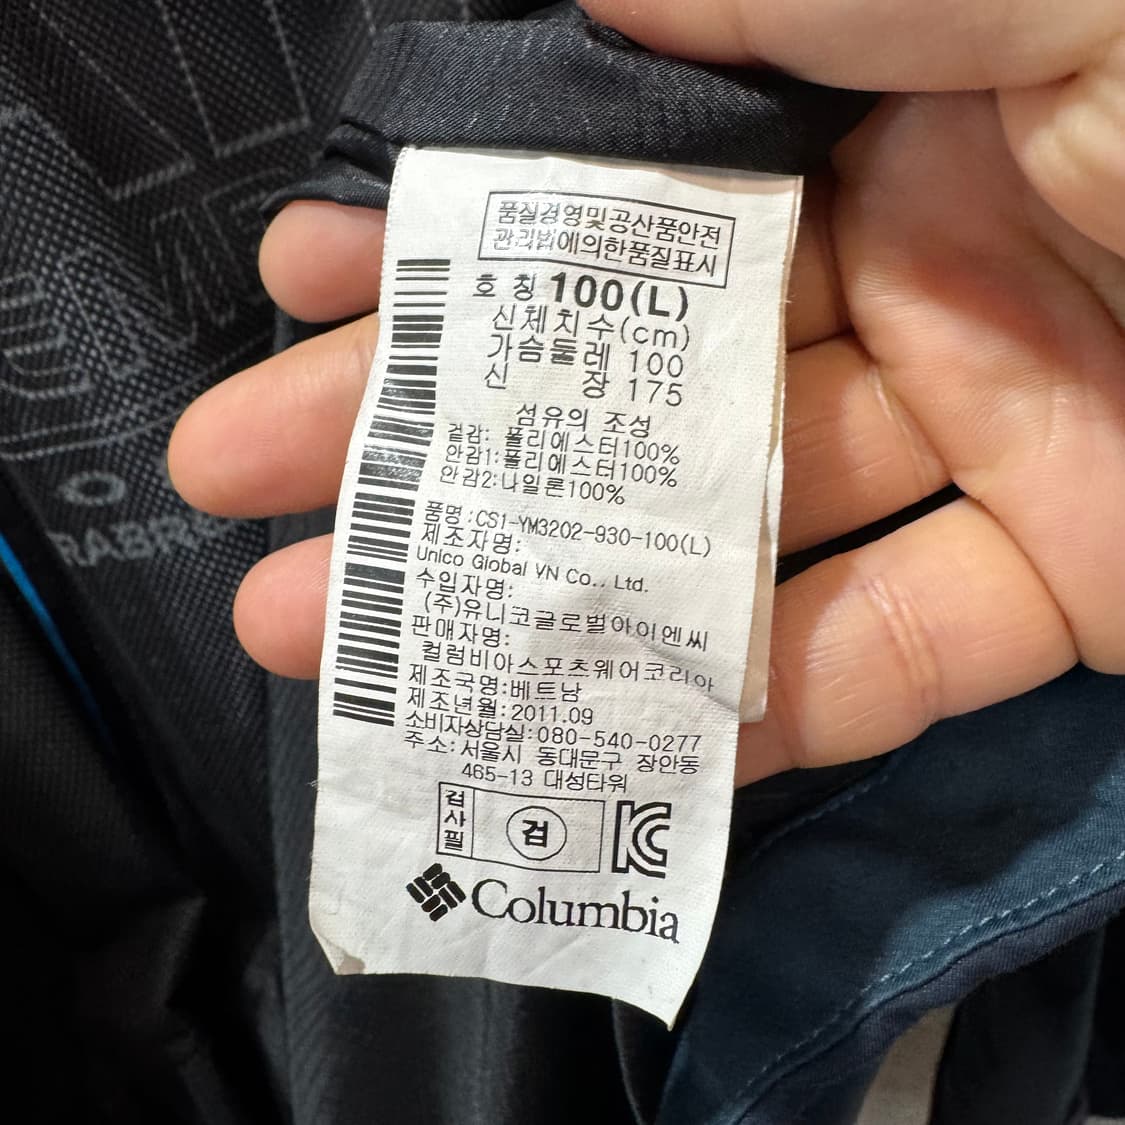 품질경영및공산품안전
관리법에의한품질표시
호 칭 100(L)
신체치수(cm)
가슴둘레 100
신 장 175
섬유의 조성
겉감: 폴리에스터100%
안감1:폴리에스터100%
안감2:나일론100%
품명:CS1-YM3202-930-100(L)
제조자명:
Unico Global VN Co., Ltd.
수입자명:
(주)유니코글로벌아이엔씨
판매자명:
컬럼비아스포츠웨어코리아
제조국명:베트남
제조년월:2011.09
소비자상담실:080-540-0277
주소:서울시 동대문구 장안동
465-13 대성타워
검사필
검
KC
Columbia